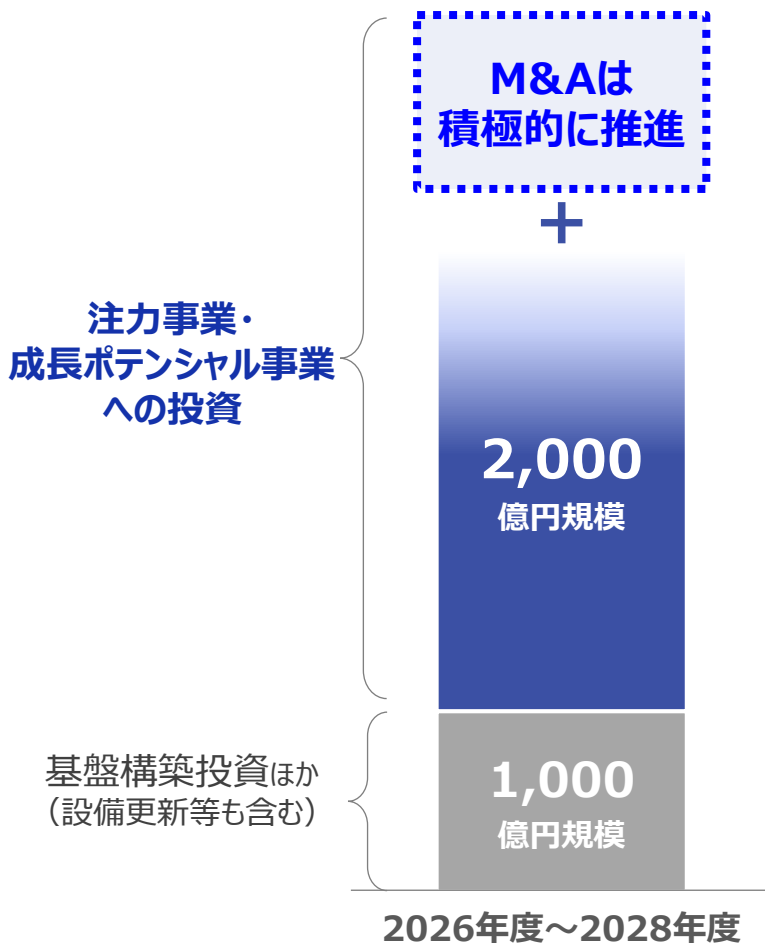 M&Aは
積極的に推進
+
注力事業・
成長ポテンシャル事業
への投資
2,000
億円規模
基盤構築投資ほか
（設備更新等も含む）
1,000
億円規模
2026年度～2028年度